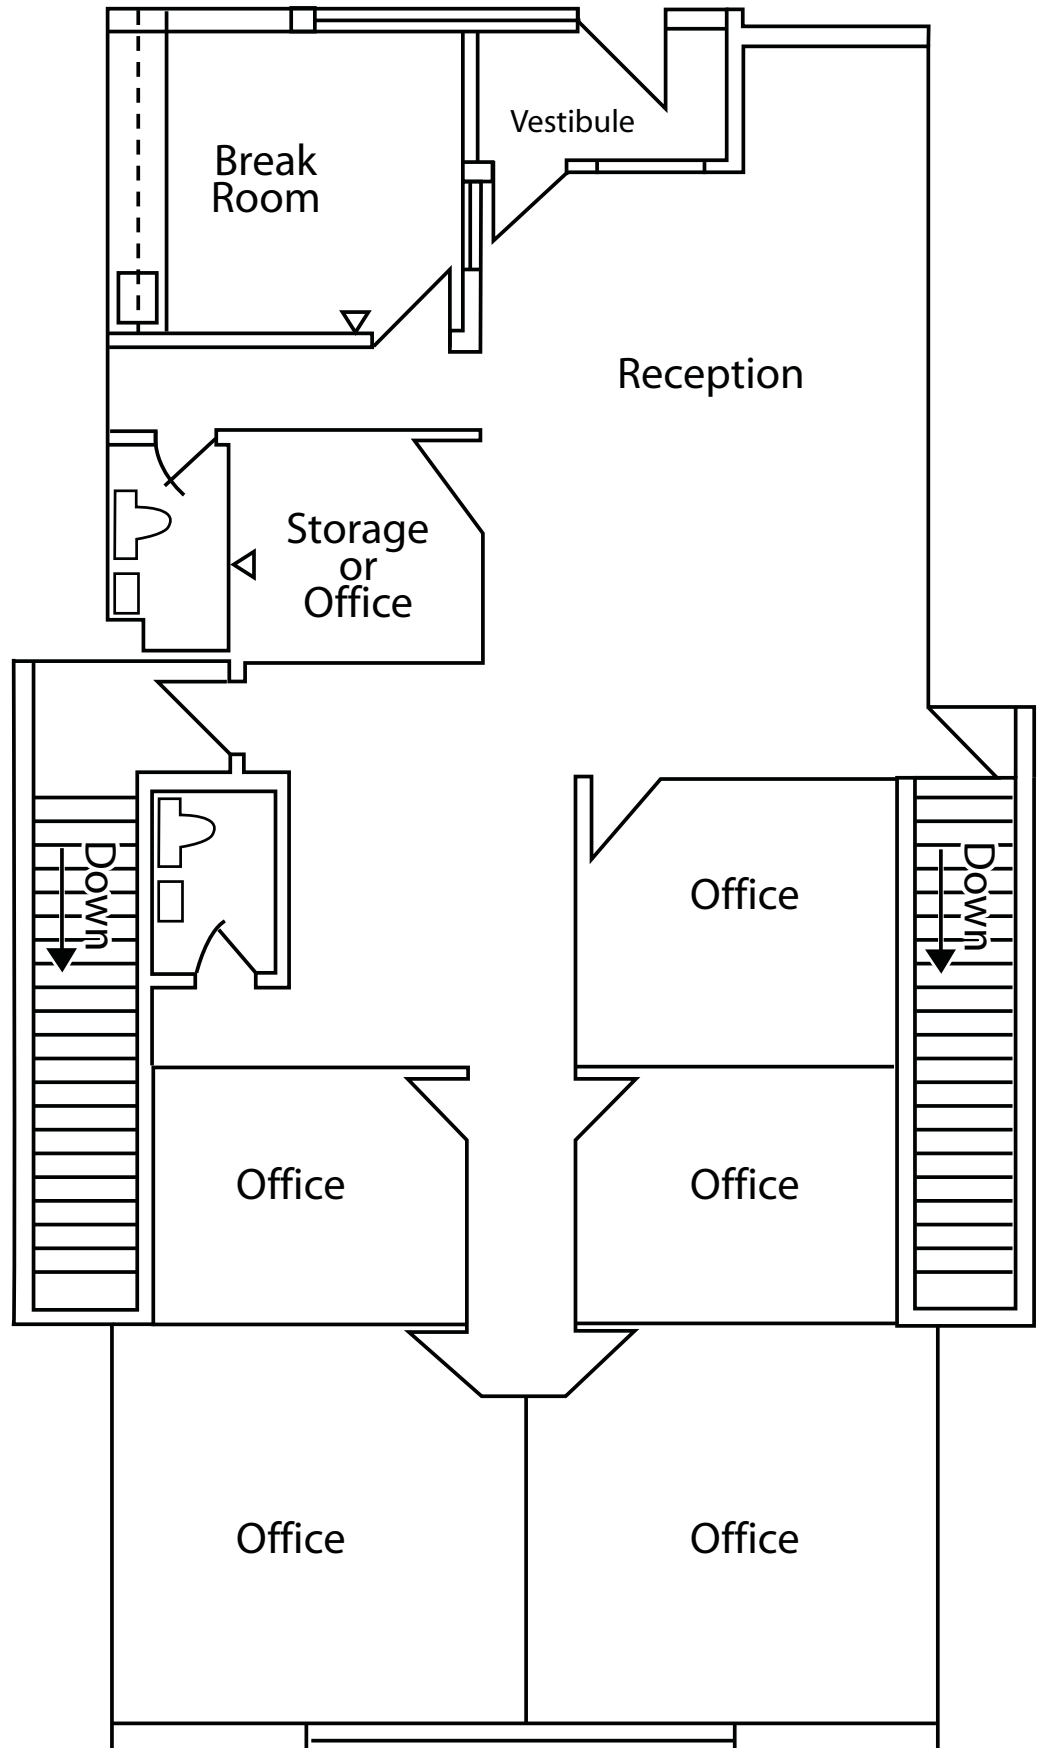 Vestibule
Break
Room
Reception
Storage
or
Office
Down
Office
Down
Office
Office
Office
Office